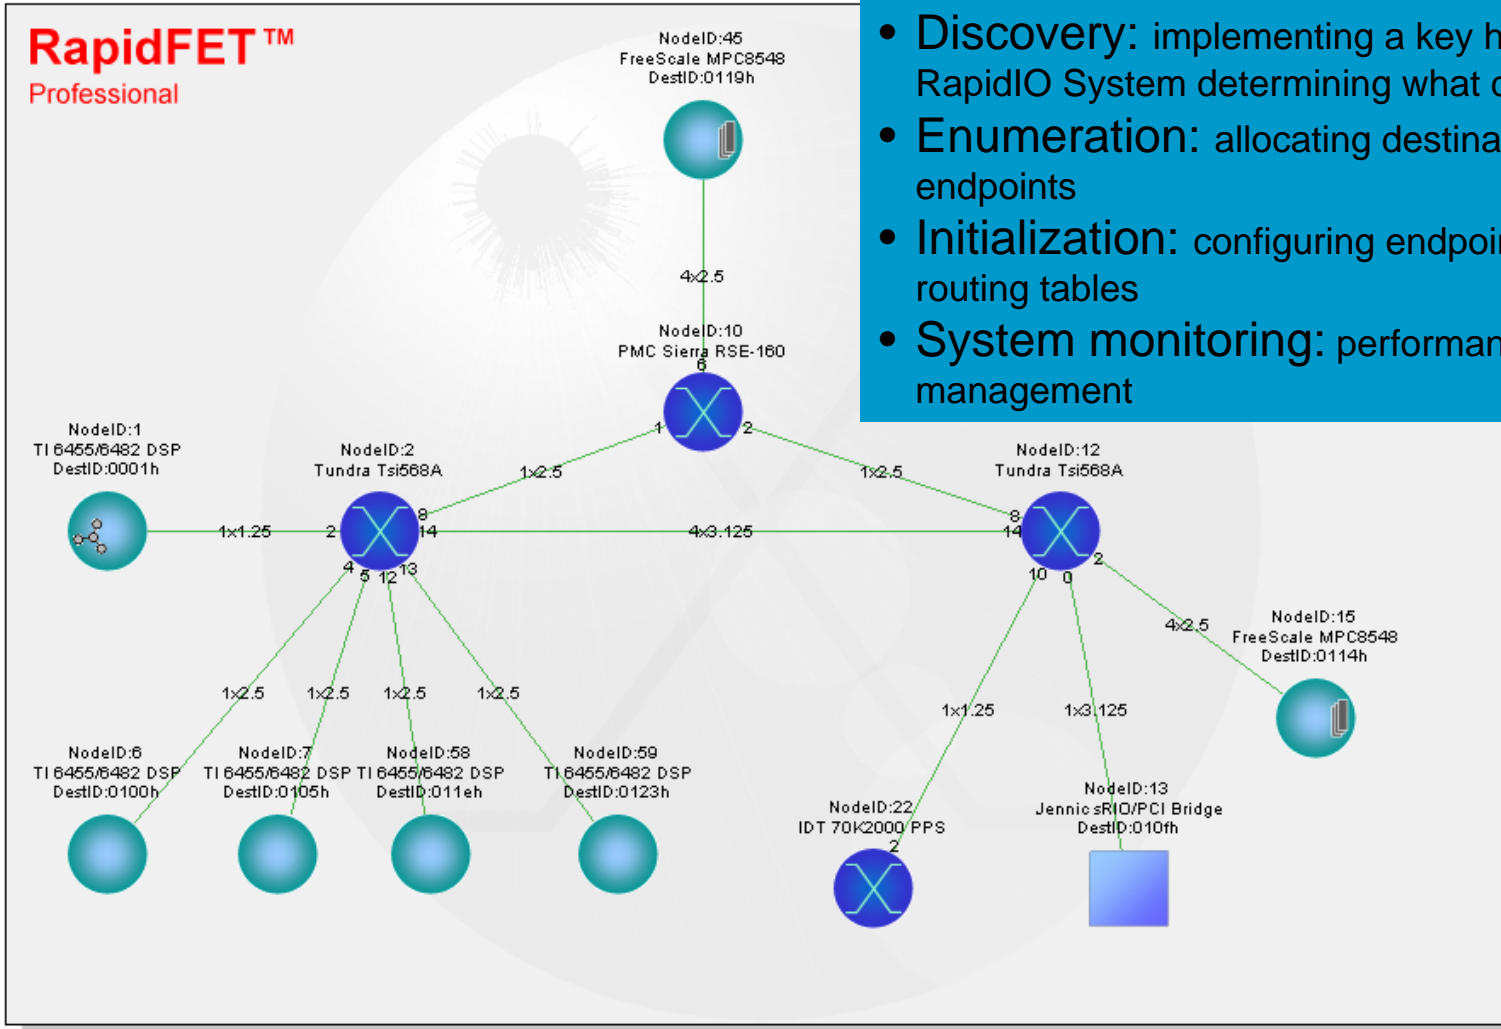 RapidFET™
Professional
• Discovery: implementing a key h
RapidIO System determining what
• Enumeration: allocating destina
endpoints
• Initialization: configuring endpoi
routing tables
• System monitoring: performan
management
NodeID:45
FreeScale MPC8548
DestID:0119h
4x2.5
NodeID:10
PMC Sierra RSE-160
6
1
2
NodeID:1
TI 6455/6482 DSP
DestID:0001h
NodeID:2
Tundra Tsi568A
1x2.5
1x2.5
NodeID:12
Tundra Tsi568A
1x1.25
2
8
14
4x3.125
8
14
4
5
12
13
10
0
2
4x2.5
NodeID:15
FreeScale MPC8548
DestID:0114h
1x2.5
1x2.5
1x2.5
1x2.5
1x1.25
1x3.125
NodeID:6
TI 6455/6482 DSP
DestID:0100h
NodeID:7
TI 6455/6482 DSP
DestID:0105h
NodeID:58
TI 6455/6482 DSP
DestID:011eh
NodeID:59
TI 6455/6482 DSP
DestID:0123h
NodeID:22
IDT 70K2000 PPS
2
NodeID:13
Jennic sRIO/PCI Bridge
DestID:010fh